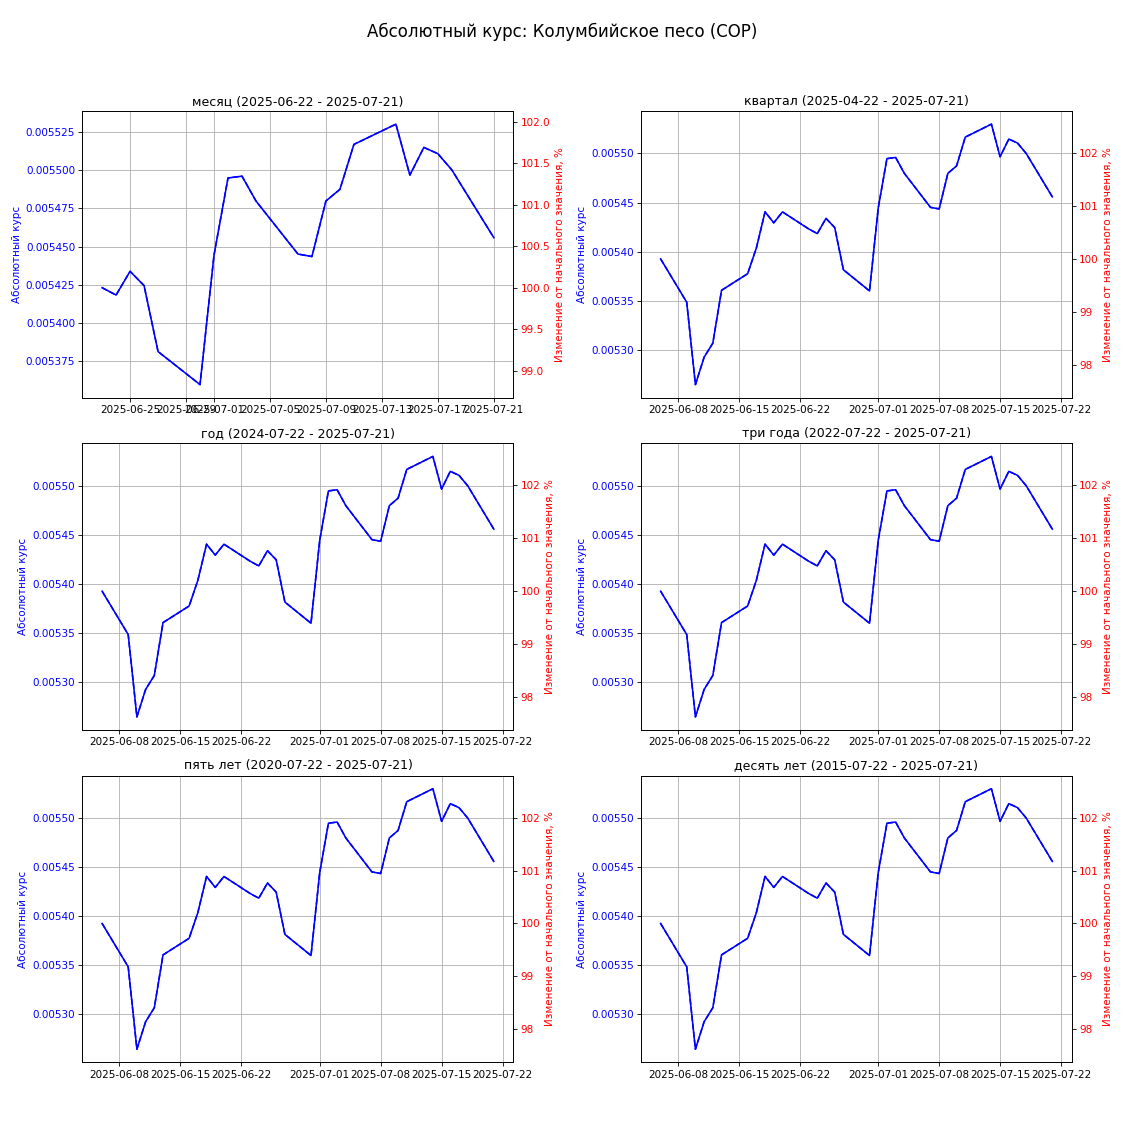 Абсолютный курс: Колумбийское песо (COP)
месяц (2025-06-22 - 2025-07-21)
Абсолютный курс
0.005525
0.005500
0.005475
0.005450
0.005425
0.005400
0.005375
102.0
101.5
101.0
100.5
100.0
99.5
99.0
Изменение от начального значения, %
2025-06-25 2025-06-29 2025-07-01 2025-07-05 2025-07-09 2025-07-13 2025-07-17 2025-07-21
квартал (2025-04-22 - 2025-07-21)
Абсолютный курс
0.00550
0.00545
0.00540
0.00535
0.00530
102
101
100
99
98
Изменение от начального значения, %
2025-06-08 2025-06-15 2025-06-22 2025-07-01 2025-07-08 2025-07-15 2025-07-22
год (2024-07-22 - 2025-07-21)
Абсолютный курс
0.00550
0.00545
0.00540
0.00535
0.00530
102
101
100
99
98
Изменение от начального значения, %
2025-06-08 2025-06-15 2025-06-22 2025-07-01 2025-07-08 2025-07-15 2025-07-22
три года (2022-07-22 - 2025-07-21)
Абсолютный курс
0.00550
0.00545
0.00540
0.00535
0.00530
102
101
100
99
98
Изменение от начального значения, %
2025-06-08 2025-06-15 2025-06-22 2025-07-01 2025-07-08 2025-07-15 2025-07-22
пять лет (2020-07-22 - 2025-07-21)
Абсолютный курс
0.00550
0.00545
0.00540
0.00535
0.00530
102
101
100
99
98
Изменение от начального значения, %
2025-06-08 2025-06-15 2025-06-22 2025-07-01 2025-07-08 2025-07-15 2025-07-22
десять лет (2015-07-22 - 2025-07-21)
Абсолютный курс
0.00550
0.00545
0.00540
0.00535
0.00530
102
101
100
99
98
Изменение от начального значения, %
2025-06-08 2025-06-15 2025-06-22 2025-07-01 2025-07-08 2025-07-15 2025-07-22